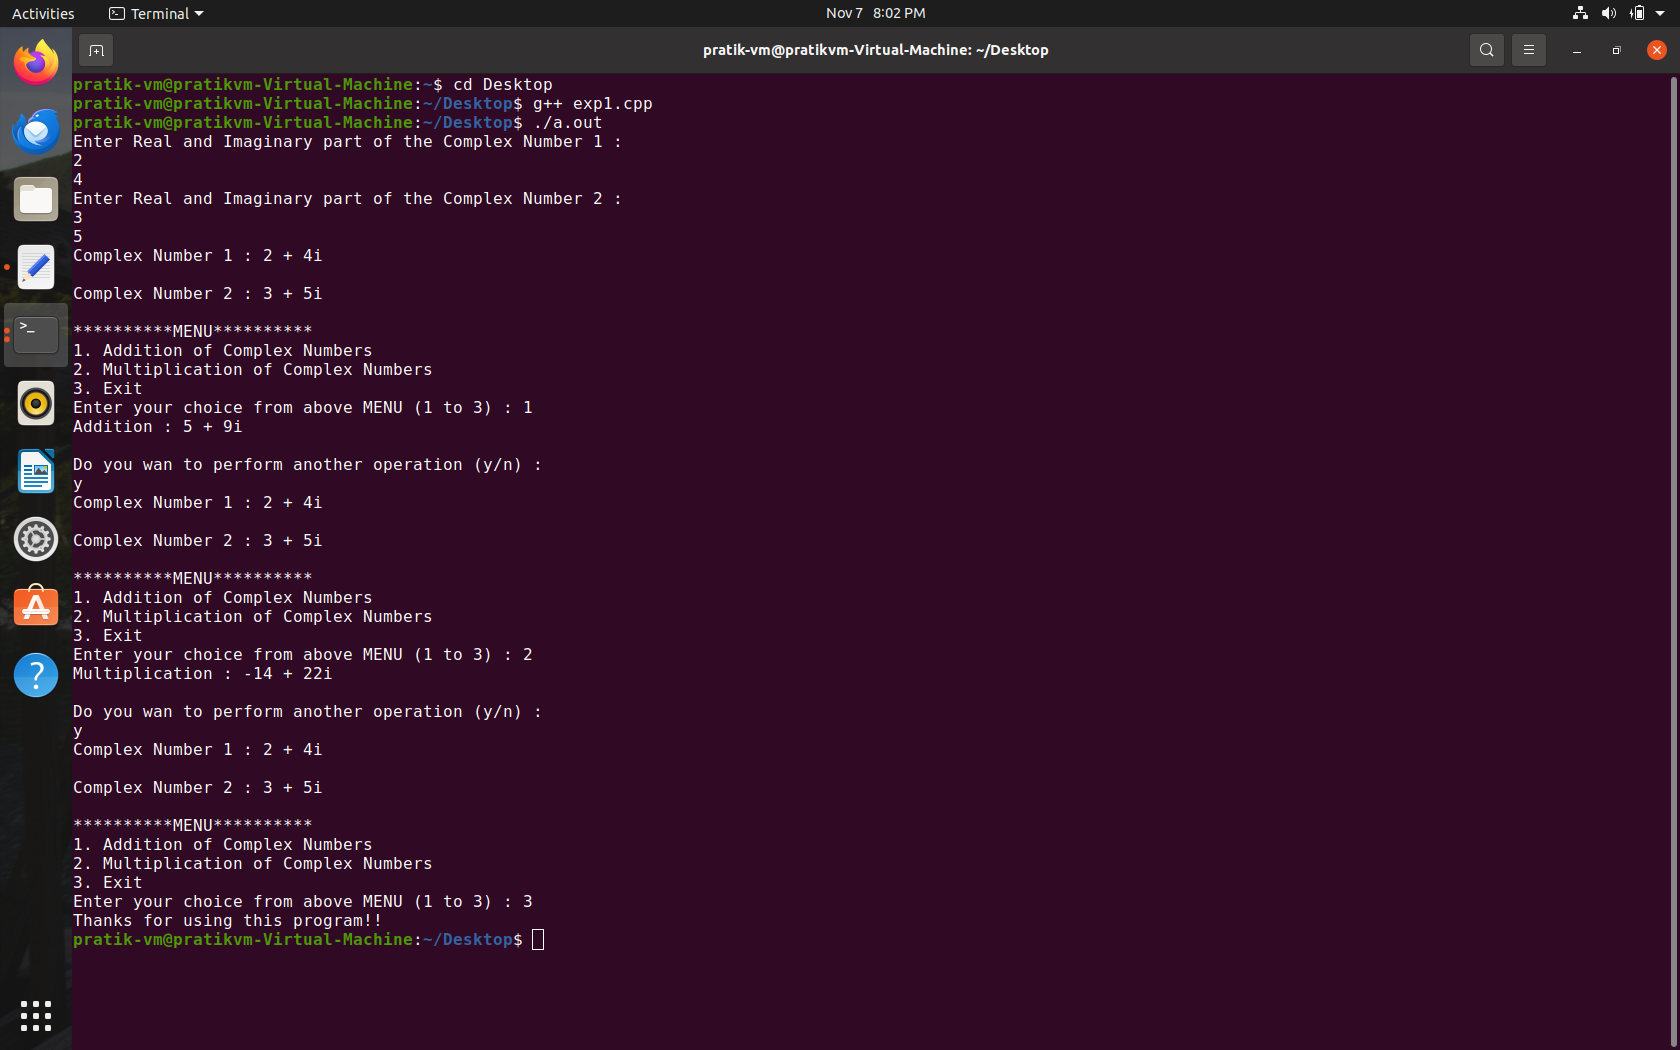 Activities Terminal Nov 7 8:02 PM
pratik-vm@pratikvm-Virtual-Machine: ~/Desktop
pratik-vm@pratikvm-Virtual-Machine:~$ cd Desktop
pratik-vm@pratikvm-Virtual-Machine:~/Desktop$ g++ exp1.cpp
pratik-vm@pratikvm-Virtual-Machine:~/Desktop$ ./a.out
Enter Real and Imaginary part of the Complex Number 1 :
2
4
Enter Real and Imaginary part of the Complex Number 2 :
3
5
Complex Number 1 : 2 + 4i
Complex Number 2 : 3 + 5i
**********MENU**********
1. Addition of Complex Numbers
2. Multiplication of Complex Numbers
3. Exit
Enter your choice from above MENU (1 to 3) : 1
Addition : 5 + 9i
Do you wan to perform another operation (y/n) :
y
Complex Number 1 : 2 + 4i
Complex Number 2 : 3 + 5i
**********MENU**********
1. Addition of Complex Numbers
2. Multiplication of Complex Numbers
3. Exit
Enter your choice from above MENU (1 to 3) : 2
Multiplication : -14 + 22i
Do you wan to perform another operation (y/n) :
y
Complex Number 1 : 2 + 4i
Complex Number 2 : 3 + 5i
**********MENU**********
1. Addition of Complex Numbers
2. Multiplication of Complex Numbers
3. Exit
Enter your choice from above MENU (1 to 3) : 3
Thanks for using this program!!
pratik-vm@pratikvm-Virtual-Machine:~/Desktop$